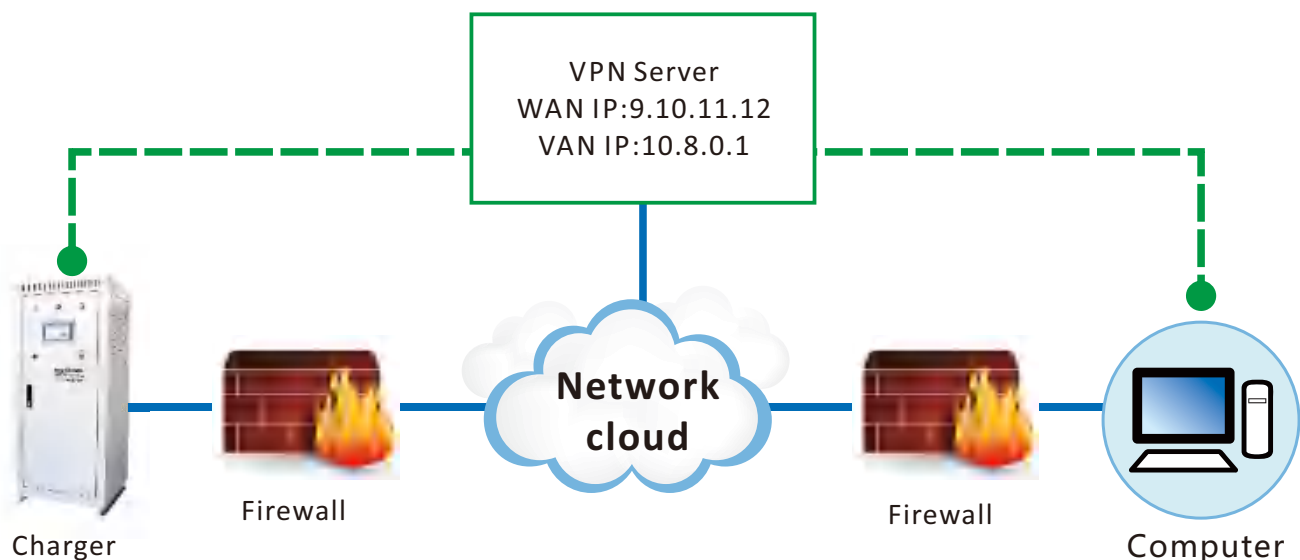 VPN Server
WAN IP:9.10.11.12
VAN IP:10.8.0.1
Network
cloud
Firewall
Firewall
Charger
Computer